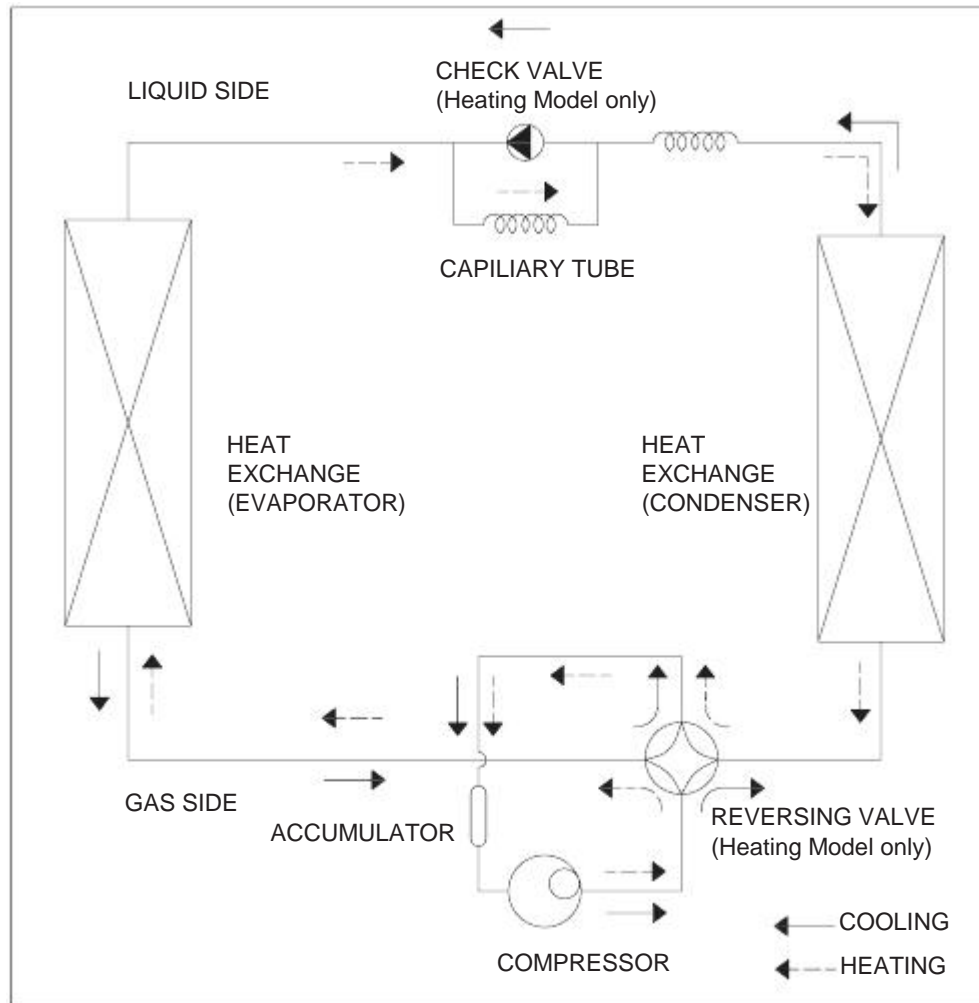 CHECK VALVE
(Heating Model only)
LIQUID SIDE
CAPILIARY TUBE
HEAT
EXCHANGE
(EVAPORATOR)
HEAT
EXCHANGE
(CONDENSER)
GAS SIDE
ACCUMULATOR
REVERSING VALVE
(Heating Model only)
COMPRESSOR
COOLING
HEATING